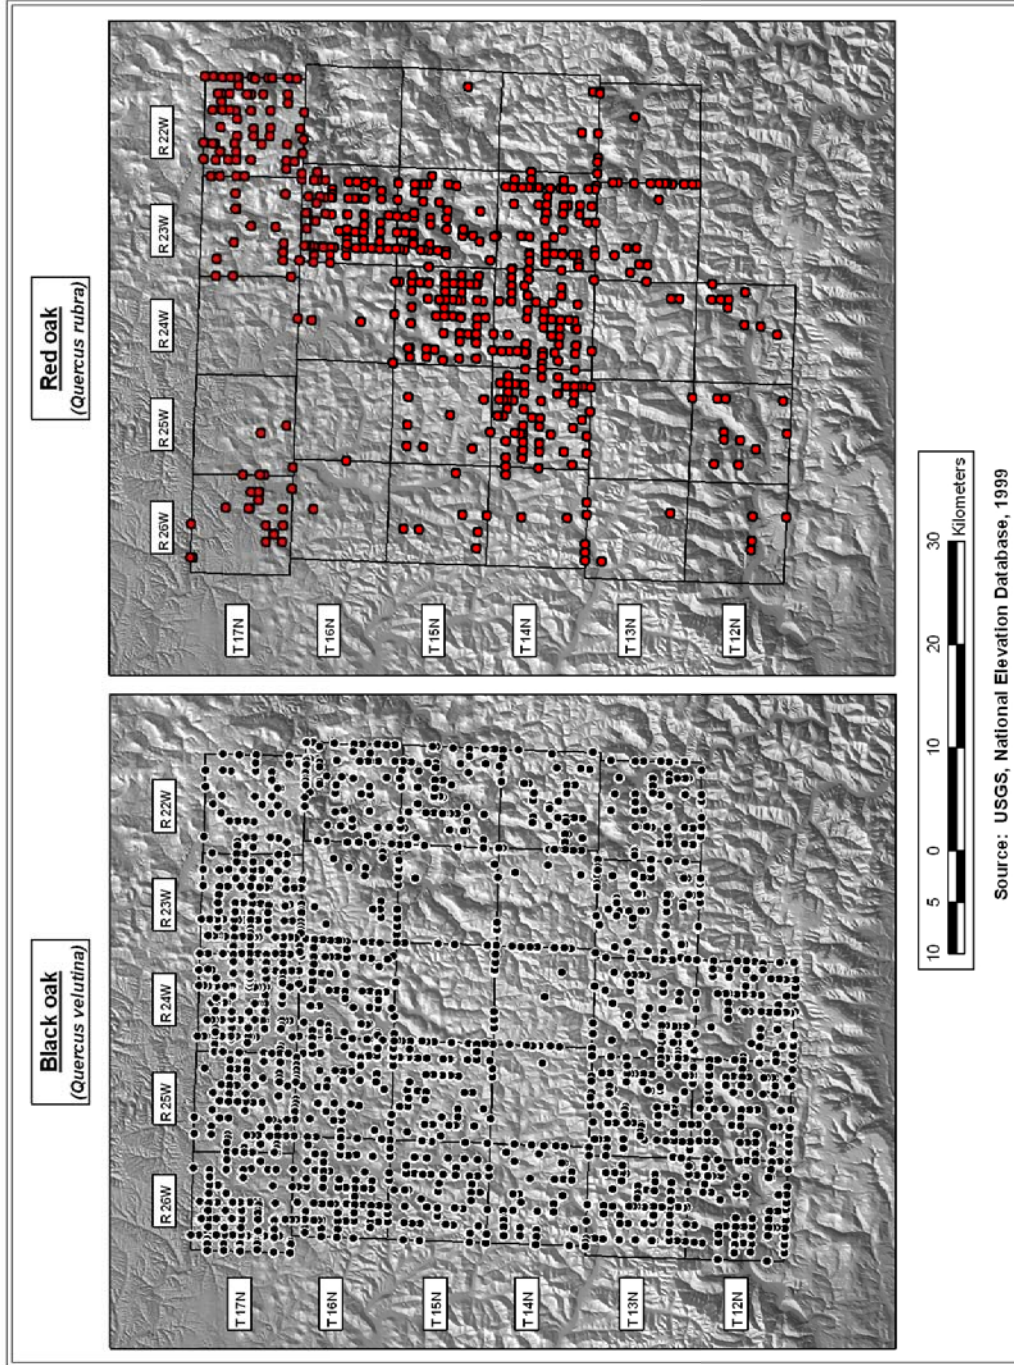 Black oak
(Quercus velutina)
R 26W
R 25W
R 24W
R 23W
R 22W
T 17N
T 16N
T 15N
T 14N
T 13N
T 12N
Red oak
(Quercus rubra)
R 26W
R 25W
R 24W
R 23W
R 22W
T 17N
T 16N
T 15N
T 14N
T 13N
T 12N
10 5 0 10 20 30
Kilometers
Source: USGS, National Elevation Database, 1999